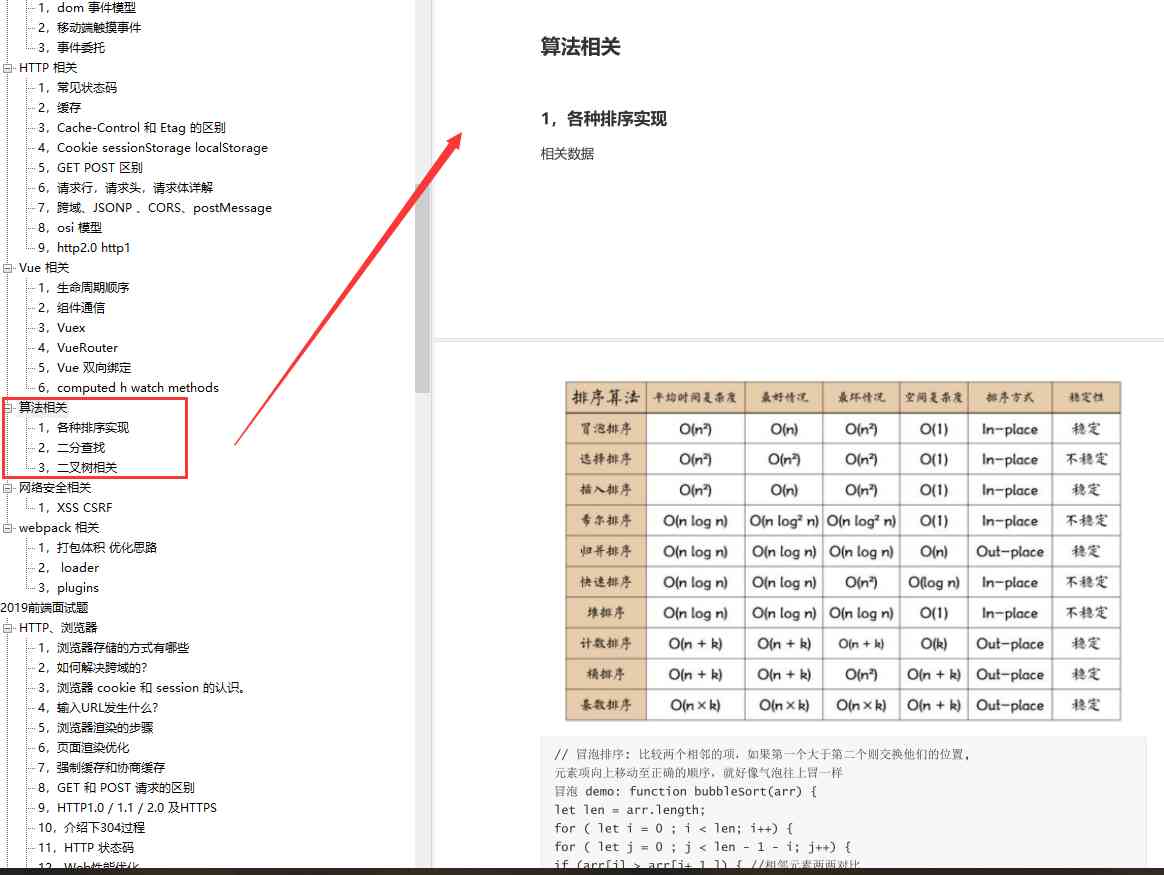 1，dom 事件模型
2，移动端触摸事件
3，事件委托
HTTP 相关
1，常见状态码
2，缓存
3，Cache-Control 和 Etag 的区别
4，Cookie sessionStorage localStorage
5，GET POST 区别
6，请求行，请求头，请求体详解
7，跨域、JSONP 、CORS、postMessage
8，osi 模型
9，http2.0 http1
Vue 相关
1，生命周期顺序
2，组件通信
3，Vuex
4，VueRouter
5，Vue 双向绑定
6，computed h watch methods
算法相关
1，各种排序实现
2，二分查找
3，二叉树相关
网络安全相关
1，XSS CSRF
webpack 相关
1，打包体积 优化思路
2， loader
3，plugins
2019前端面试题
HTTP、浏览器
1，浏览器存储的方式有哪些
2，如何解决跨域的?
3，浏览器 cookie 和 session 的认识。
4，输入URL发生什么?
5，浏览器渲染的步骤
6，页面渲染优化
7，强制缓存和协商缓存
8，GET 和 POST 请求的区别
9，HTTP1.0 / 1.1 / 2.0 及HTTPS
10，介绍下304过程
11，HTTP 状态码
12，Web性能优化
算法相关
1，各种排序实现
相关数据
排序算法 平均时间复杂度 最好情况 最坏情况 空间复杂度 排序方式 稳定性
冒泡排序 O(n²) O(n) O(n²) O(1) In-place 稳定
选择排序 O(n²) O(n²) O(n²) O(1) In-place 不稳定
插入排序 O(n²) O(n) O(n²) O(1) In-place 稳定
希尔排序 O(n log n) O(n log² n) O(n log² n) O(1) In-place 不稳定
归并排序 O(n log n) O(n log n) O(n log n) O(n) Out-place 稳定
快速排序 O(n log n) O(n log n) O(n²) O(log n) In-place 不稳定
堆排序 O(n log n) O(n log n) O(n log n) O(1) In-place 不稳定
计数排序 O(n + k) O(n + k) O(n + k) O(k) Out-place 稳定
桶排序 O(n + k) O(n + k) O(n²) O(n + k) Out-place 稳定
基数排序 O(n×k) O(n×k) O(n×k) O(n + k) Out-place 稳定
// 冒泡排序: 比较两个相邻的项，如果第一个大于第二个则交换他们的位置,
元素项向上移动至正确的顺序，就好像气泡往上冒一样
冒泡 demo: function bubbleSort(arr) {
let len = arr.length;
for ( let i = 0 ; i < len; i++) {
for ( let j = 0 ; j < len - 1 - i; j++) {
if (arr[j] > arr[j+ 1 ]) { //相邻元素两两对比